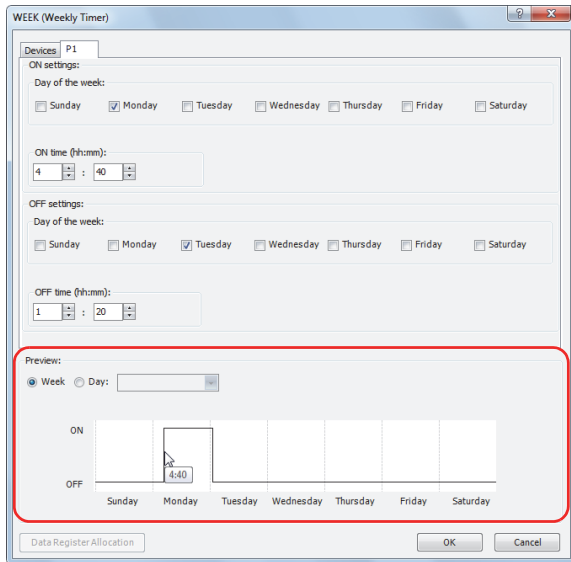 WEEK (Weekly Timer)
Devices P1
ON settings:
Day of the week:
Sunday Monday Tuesday Wednesday Thursday Friday Saturday
ON time (hh:mm):
4 : 40
OFF settings:
Day of the week:
Sunday Monday Tuesday Wednesday Thursday Friday Saturday
OFF time (hh:mm):
1 : 20
Preview:
Week Day:
ON
4:40
OFF
Sunday Monday Tuesday Wednesday Thursday Friday Saturday
Data Register Allocation OK Cancel